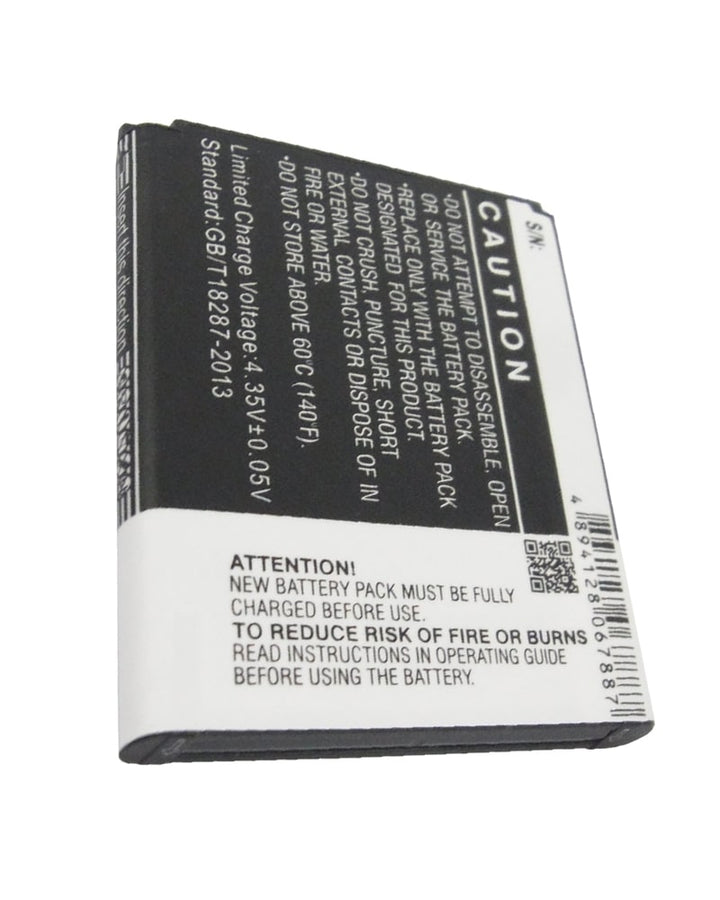 S/N:
CAUTION
•DO NOT ATTEMPT TO DISASSEMBLE, OPEN
OR SERVICE THE BATTERY PACK.
•REPLACE ONLY WITH THE BATTERY PACK
DESIGNATED FOR THIS PRODUCT.
•DO NOT CRUSH, PUNCTURE, SHORT
EXTERNAL CONTACTS OR DISPOSE OF IN
FIRE OR WATER.
•DO NOT STORE ABOVE 60°C (140°F).
Limited Charge Voltage:4.35V±0.05V
Standard:GB/T18287-2013
Insert this direction
4 894128 067887
ATTENTION!
NEW BATTERY PACK MUST BE FULLY
CHARGED BEFORE USE.
TO REDUCE RISK OF FIRE OR BURNS
READ INSTRUCTIONS IN OPERATING GUIDE
BEFORE USING THE BATTERY.